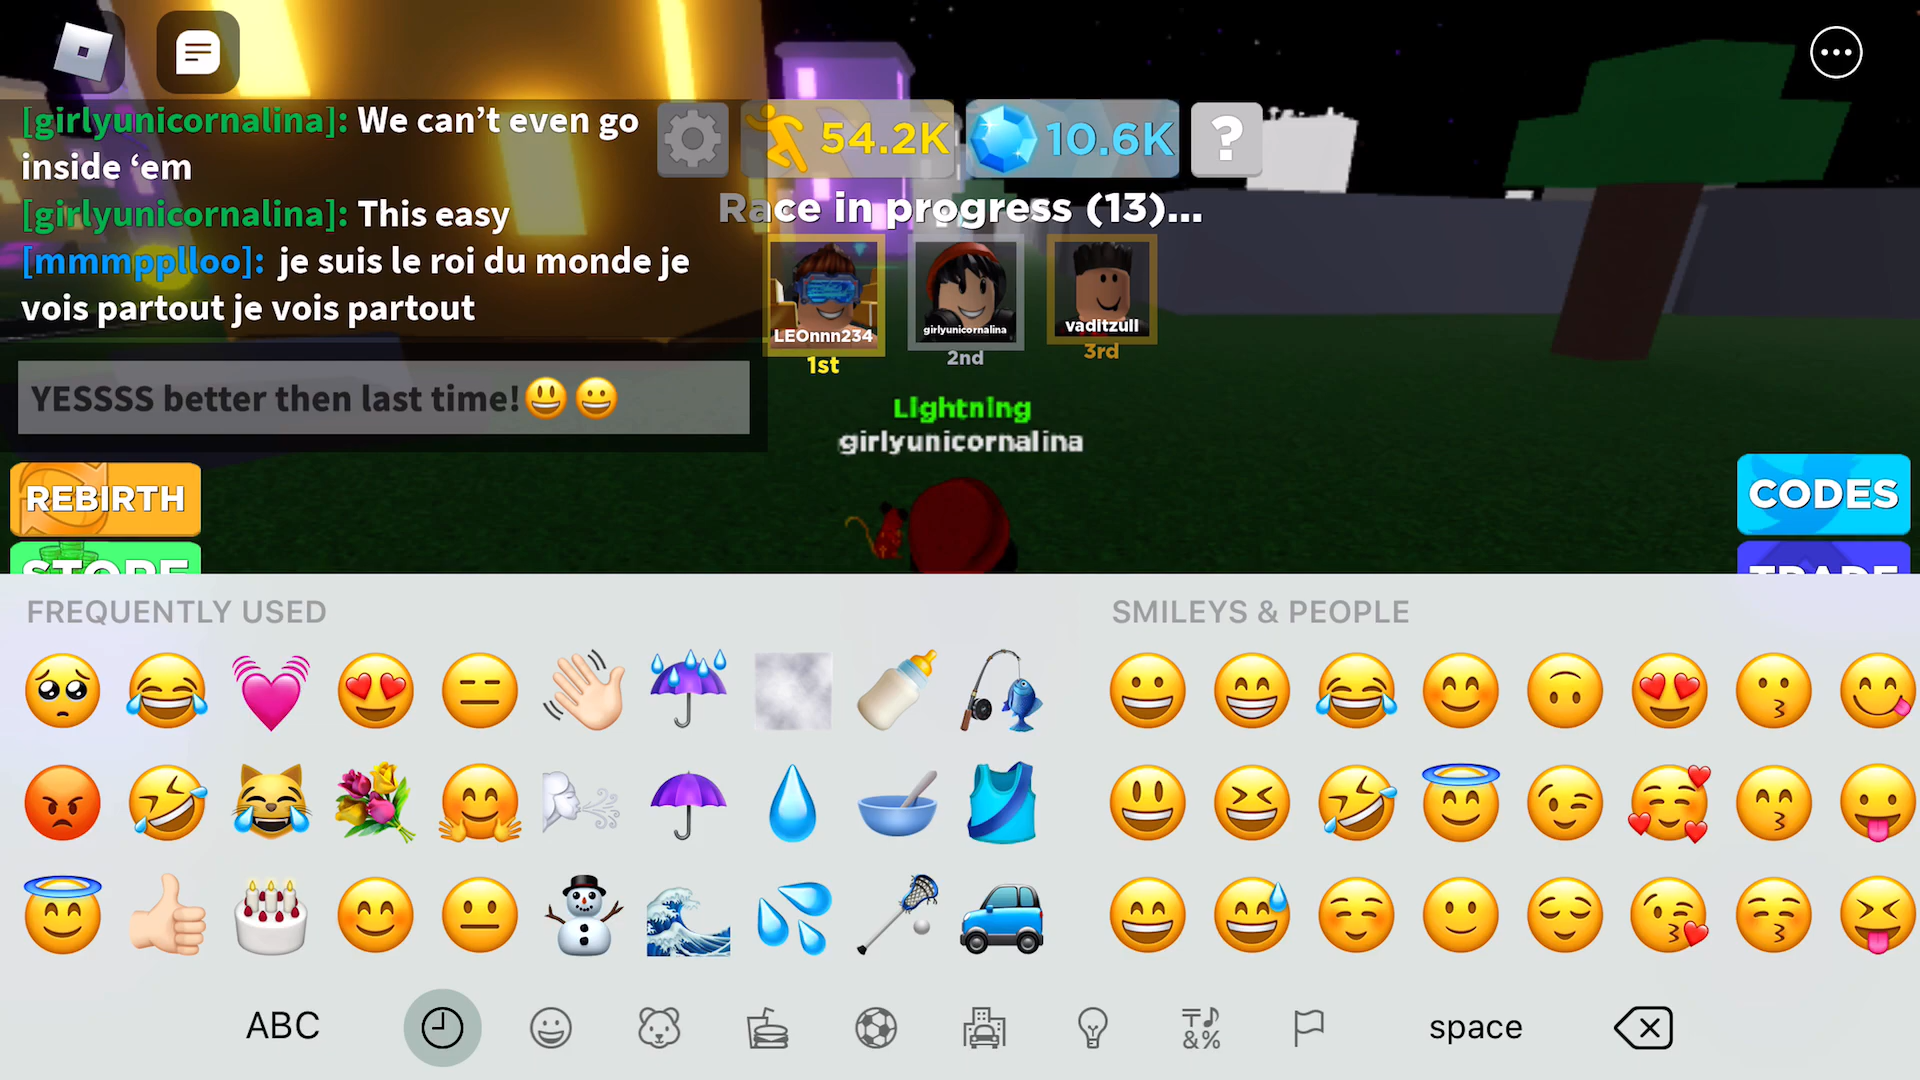 [girlyunicornalina]: We can’t even go
inside ‘em
[girlyunicornalina]: This easy
[mmmpplloo]: je suis le roi du monde je
vois partout je vois partout
YESSSS better then last time!😃😀
54.2K
10.6K
?
Race in progress (13)...
LEOnnn234
girlyunicornalina
vaditzull
1st
2nd
3rd
Lightning
girlyunicornalina
REBIRTH
STORE
CODES
TRADE
FREQUENTLY USED
SMILEYS & PEOPLE
ABC
&%
space